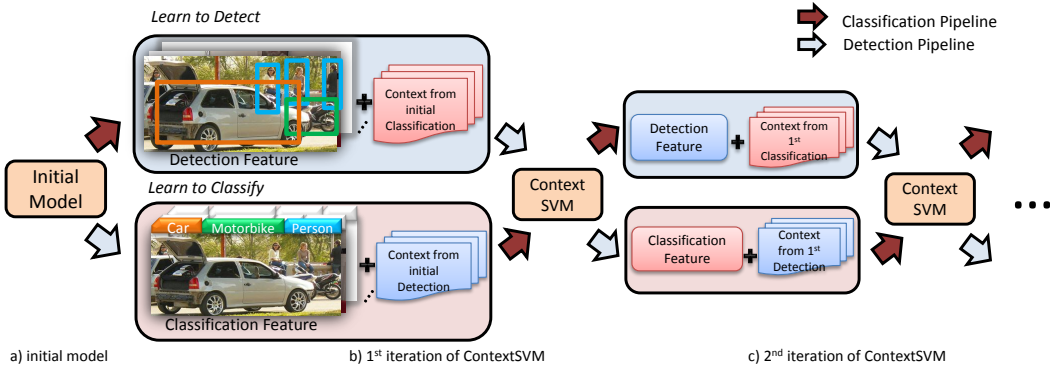 Learn to Detect
Classification Pipeline
Detection Pipeline
Context from
initial
Classification
Detection Feature
Initial
Model
Learn to Classify
Car
Motorbike
Person
Context from
initial
Detection
Classification Feature
Context
SVM
Detection
Feature
Context from
1st
Classification
Classification
Feature
Context
from 1st
Detection
Context
SVM
...
a) initial model
b) 1st iteration of ContextSVM
c) 2nd iteration of ContextSVM